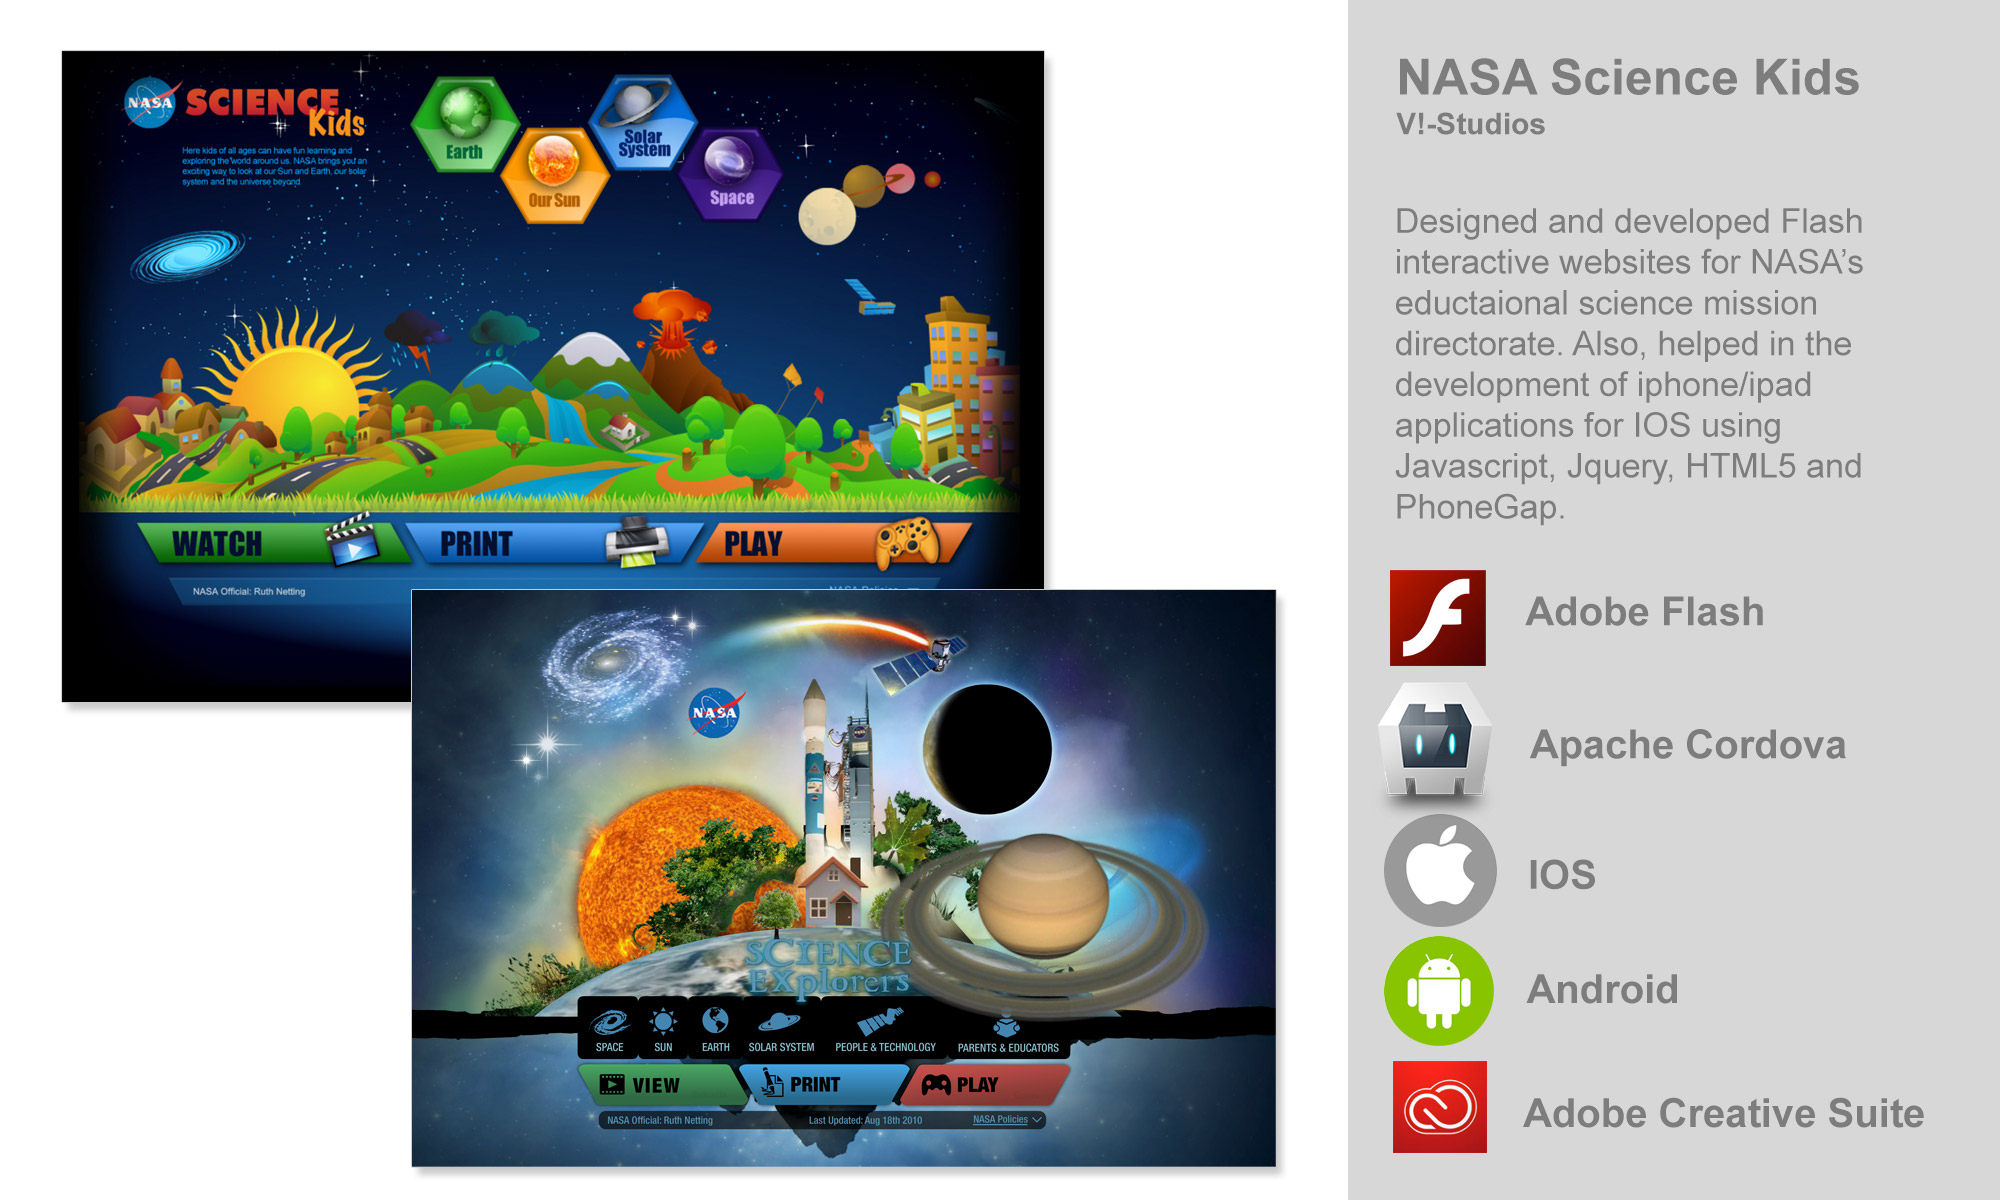 NASA
SCIENCE
Kids
Here kids of all ages can have fun learning and
exploring the world around us. NASA brings you an
exciting way to look at our Sun and Earth, our solar
system and the universe beyond.
Earth
Our Sun
Solar
System
Space
WATCH
PRINT
PLAY
NASA Official: Ruth Netting
NASA Policies
NASA
SCIENCE
EXplorers
SPACE
SUN
EARTH
SOLAR SYSTEM
PEOPLE & TECHNOLOGY
PARENTS & EDUCATORS
VIEW
PRINT
PLAY
NASA Official: Ruth Netting
Last Updated: Aug 18th 2010
NASA Policies
NASA Science Kids
V!-Studios
Designed and developed Flash
interactive websites for NASA’s
eductaional science mission
directorate. Also, helped in the
development of iphone/ipad
applications for IOS using
Javascript, Jquery, HTML5 and
PhoneGap.
Adobe Flash
Apache Cordova
IOS
Android
Adobe Creative Suite